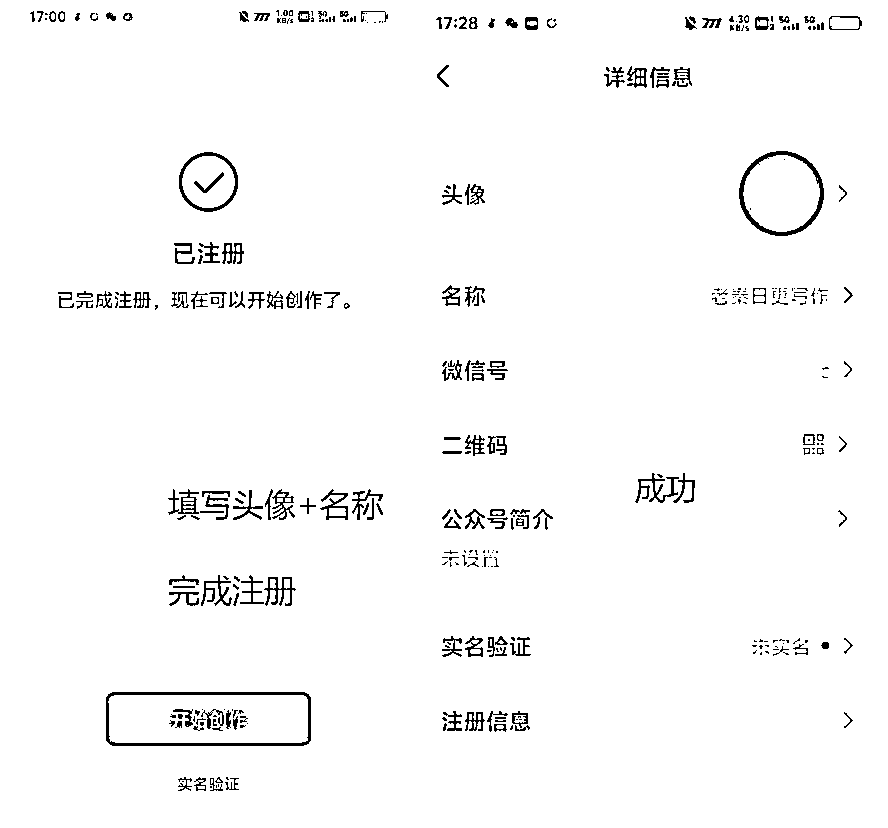 17:00
已注册
已完成注册，现在可以开始创作了。
填写头像+名称
完成注册
开始创作
实名验证
17:28
详细信息
头像
名称 老秦日更写作
微信号
二维码
成功
公众号简介
未设置
实名验证 未实名
注册信息